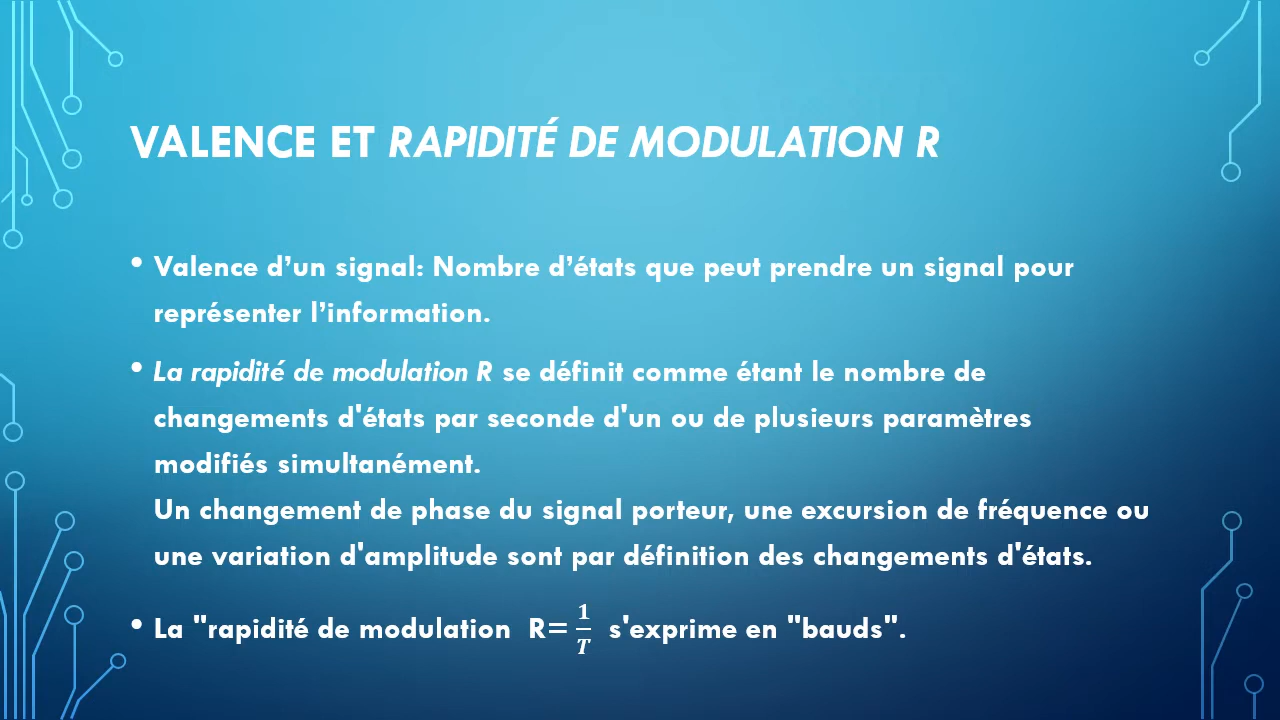 VALENCE ET RAPIDITÉ DE MODULATION R
• Valence d’un signal: Nombre d’états que peut prendre un signal pour
représenter l’information.
• La rapidité de modulation R se définit comme étant le nombre de
changements d'états par seconde d'un ou de plusieurs paramètres
modifiés simultanément.
Un changement de phase du signal porteur, une excursion de fréquence ou
une variation d'amplitude sont par définition des changements d'états.
• La "rapidité de modulation R= 1/T s'exprime en "bauds".